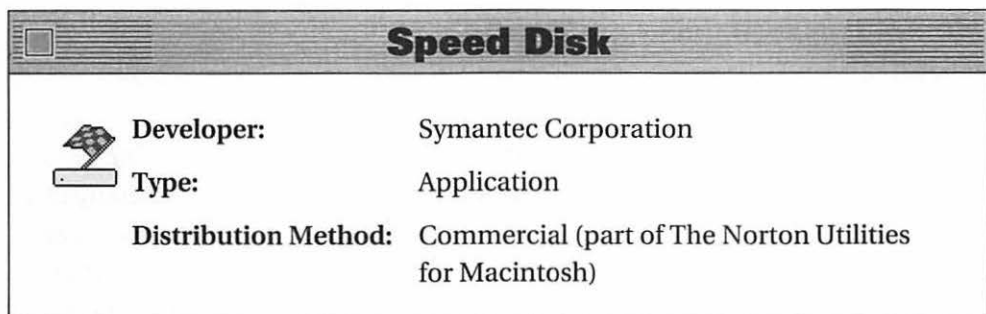 Speed Disk
Developer: Symantec Corporation
Type: Application
Distribution Method: Commercial (part of The Norton Utilities
for Macintosh)